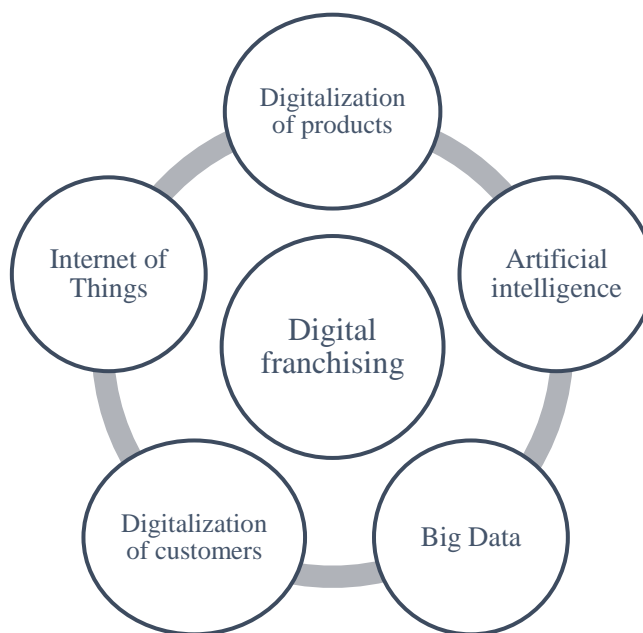 Digitalization
of products
Internet of
Things
Artificial
intelligence
Digital
franchising
Digitalization
of customers
Big Data